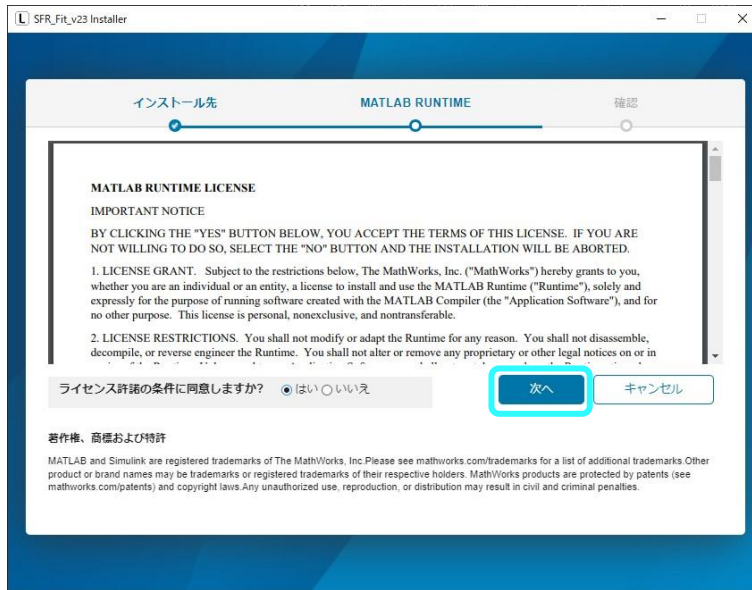 L SFR_Fit_v23 Installer
インストール先 MATLAB RUNTIME 確認
MATLAB RUNTIME LICENSE
IMPORTANT NOTICE
BY CLICKING THE "YES" BUTTON BELOW, YOU ACCEPT THE TERMS OF THIS LICENSE. IF YOU ARE
NOT WILLING TO DO SO, SELECT THE "NO" BUTTON AND THE INSTALLATION WILL BE ABORTED.
1. LICENSE GRANT. Subject to the restrictions below, The MathWorks, Inc. ("MathWorks") hereby grants to you,
whether you are an individual or an entity, a license to install and use the MATLAB Runtime ("Runtime"), solely and
expressly for the purpose of running software created with the MATLAB Compiler (the "Application Software"), and for
no other purpose. This license is personal, nonexclusive, and nontransferable.
2. LICENSE RESTRICTIONS. You shall not modify or adapt the Runtime for any reason. You shall not disassemble,
decompile, or reverse engineer the Runtime. You shall not alter or remove any proprietary or other legal notices on or in
ライセンス許諾の条件に同意しますか? はい いいえ 次へ キャンセル
著作権、商標および特許
MATLAB and Simulink are registered trademarks of The MathWorks, Inc.Please see mathworks.com/trademarks for a list of additional trademarks.Other
product or brand names may be trademarks or registered trademarks of their respective holders. MathWorks products are protected by patents (see
mathworks.com/patents) and copyright laws.Any unauthorized use, reproduction, or distribution may result in civil and criminal penalties.